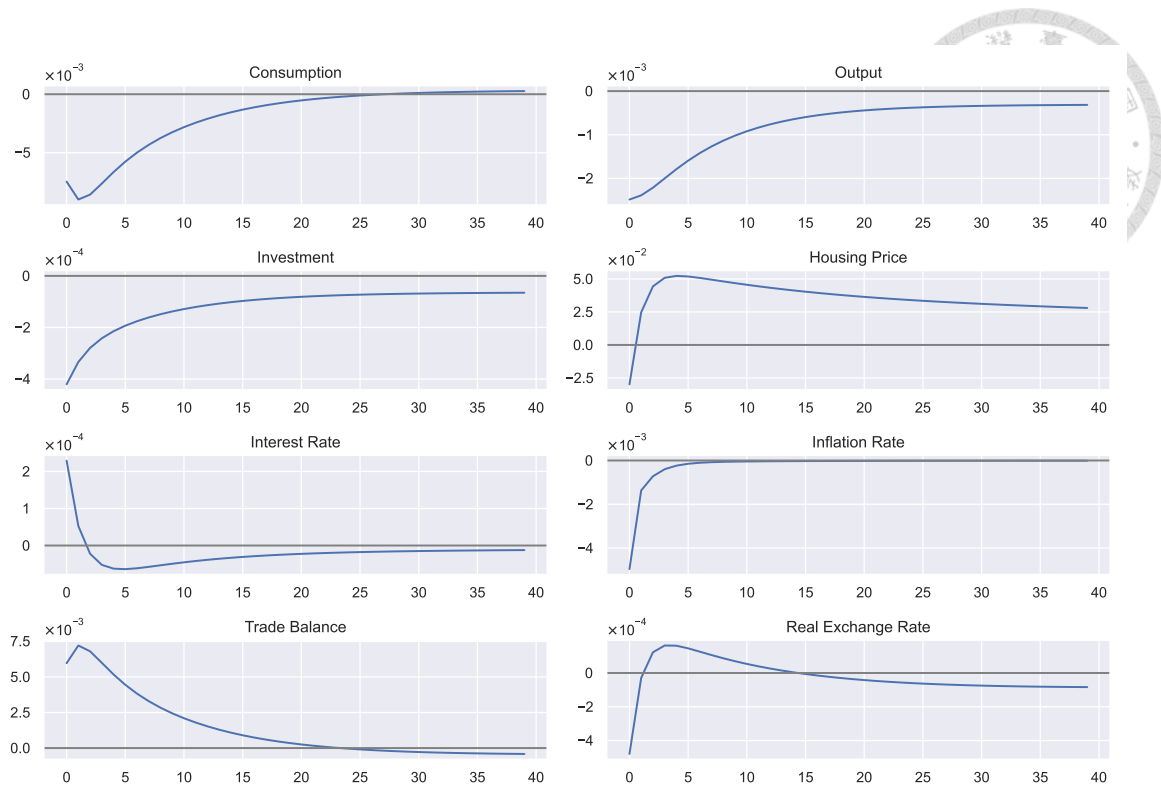 Consumption
×10⁻³
0
−5
0 5 10 15 20 25 30 35 40
Output
×10⁻³
0
−1
−2
0 5 10 15 20 25 30 35 40
Investment
×10⁻⁴
0
−2
−4
0 5 10 15 20 25 30 35 40
Housing Price
×10⁻²
5.0
2.5
0.0
−2.5
0 5 10 15 20 25 30 35 40
Interest Rate
×10⁻⁴
2
1
0
0 5 10 15 20 25 30 35 40
Inflation Rate
×10⁻³
0
−2
−4
0 5 10 15 20 25 30 35 40
Trade Balance
×10⁻³
7.5
5.0
2.5
0.0
0 5 10 15 20 25 30 35 40
Real Exchange Rate
×10⁻⁴
0
−2
−4
0 5 10 15 20 25 30 35 40